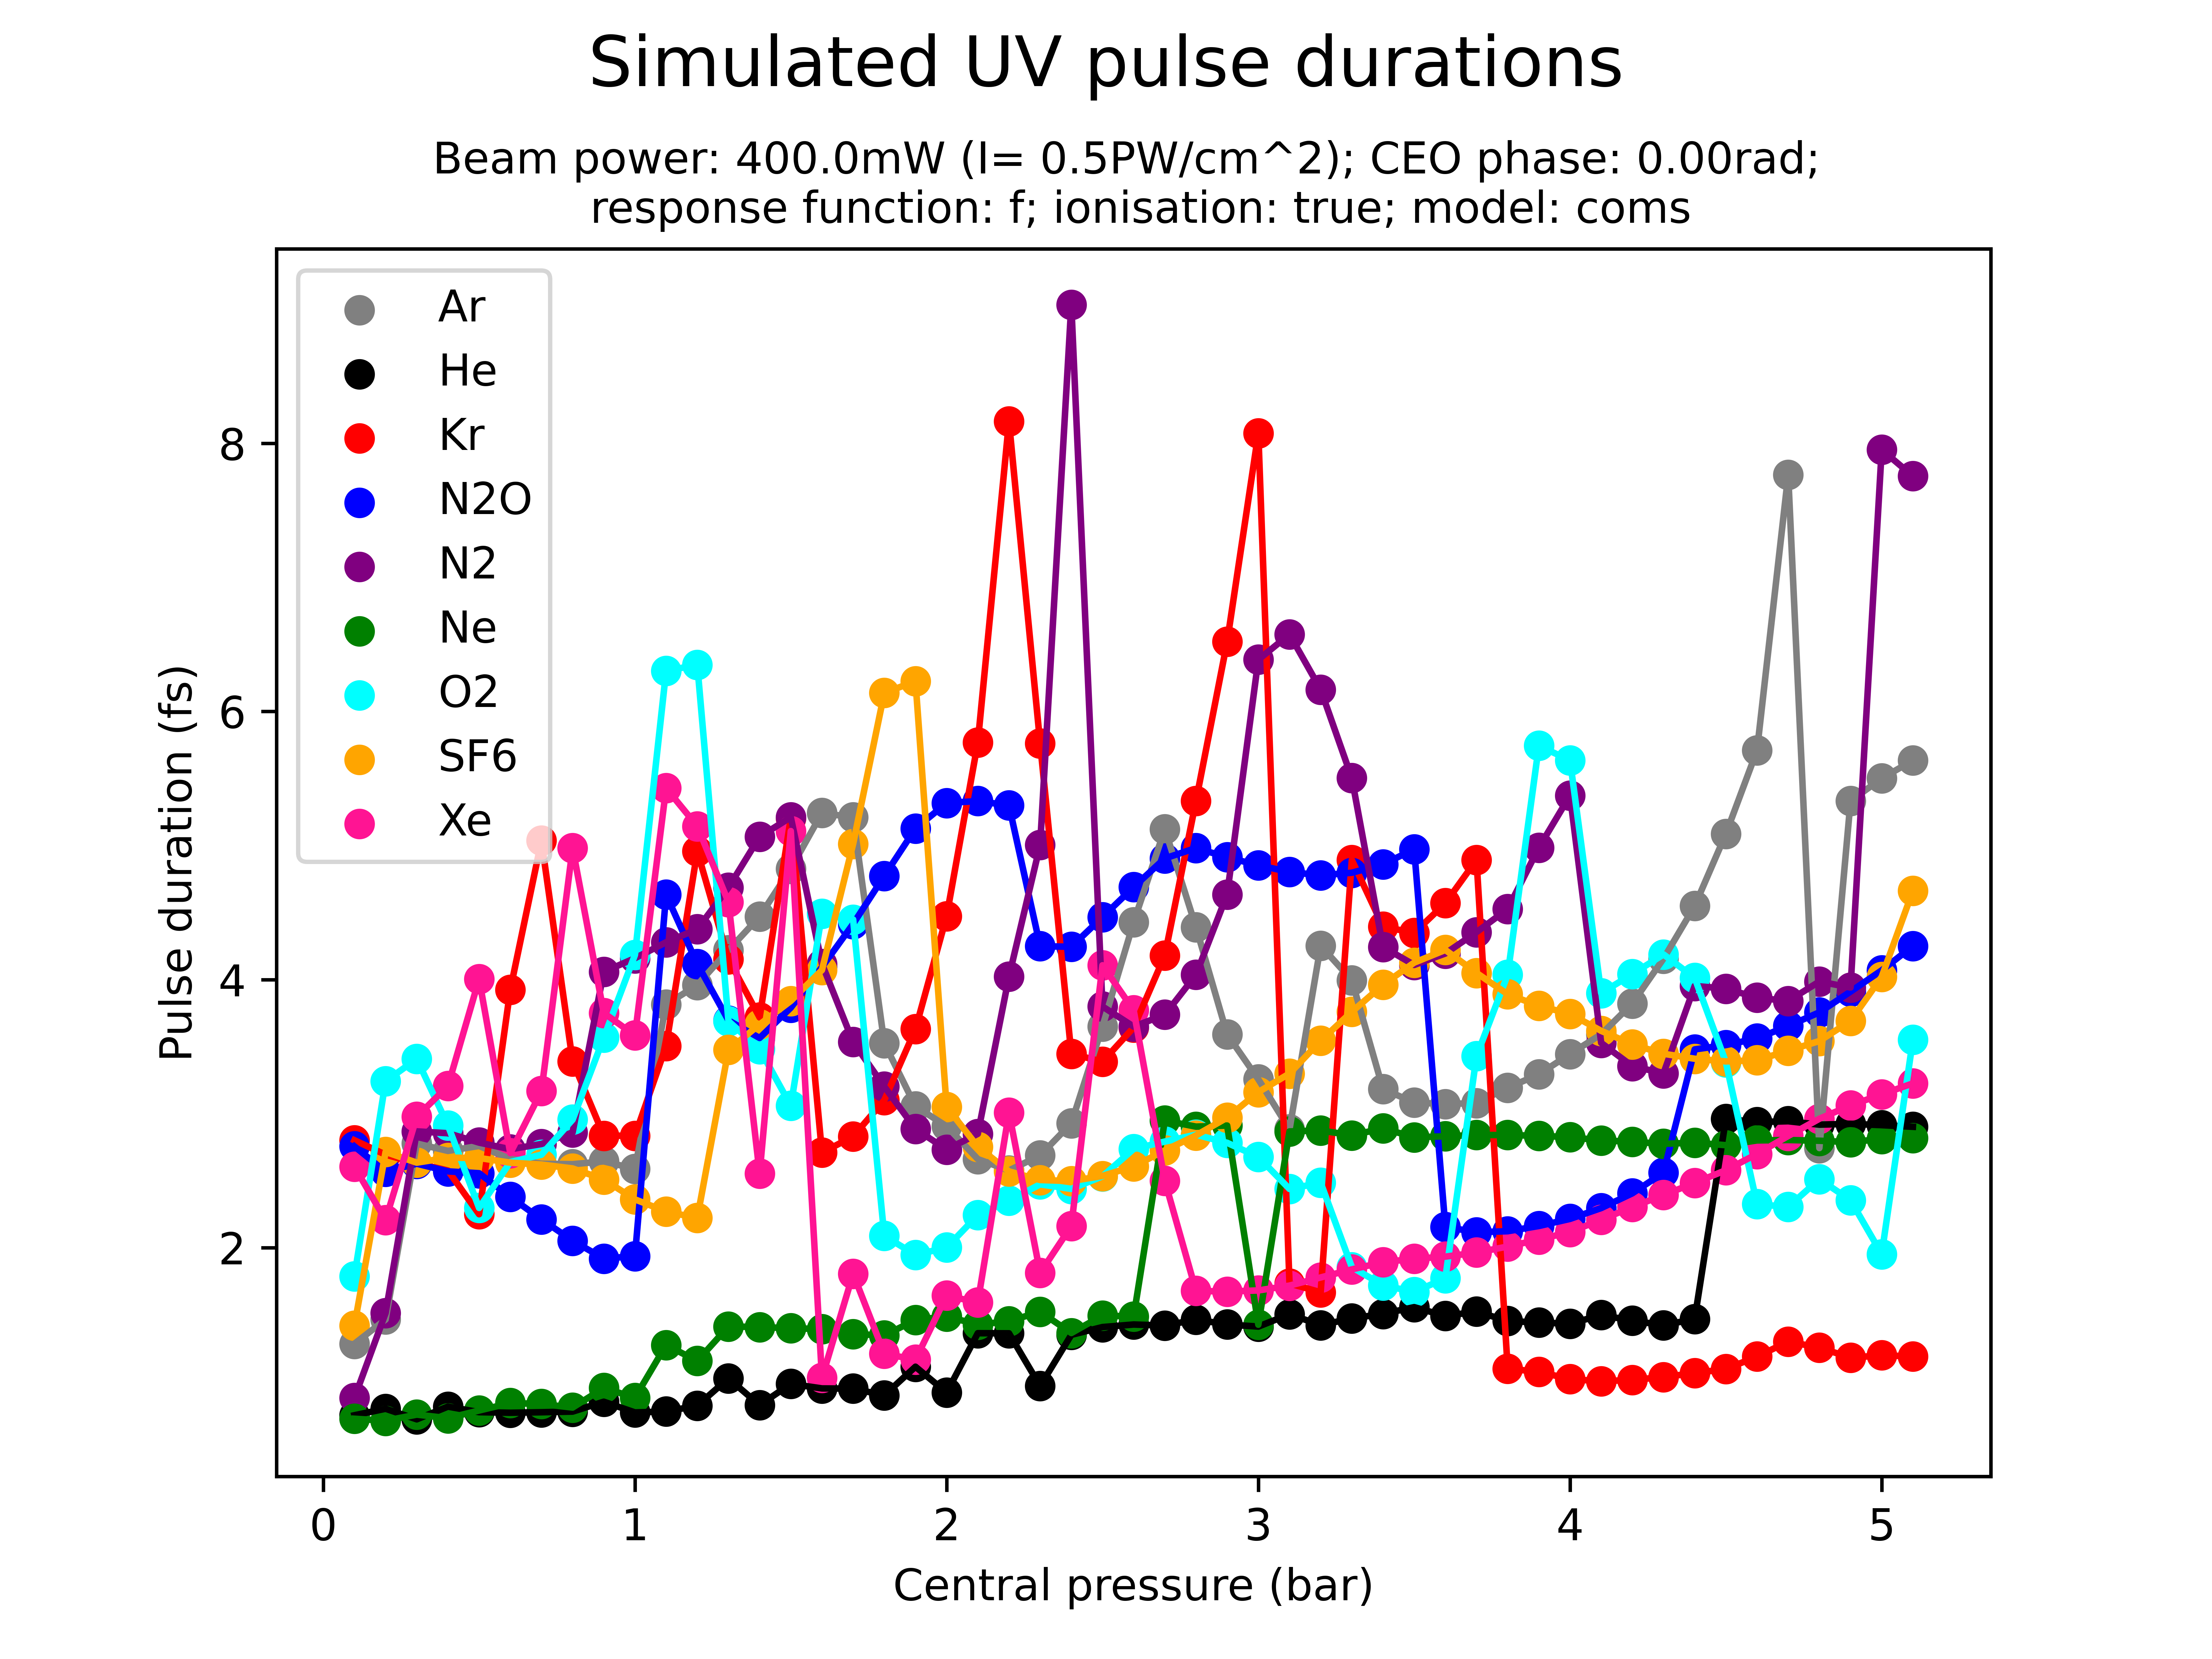 Simulated UV pulse durations
Beam power: 400.0mW (I= 0.5PW/cm^2); CEO phase: 0.00rad;
response function: f; ionisation: true; model: coms
Ar
He
Kr
N2O
N2
Ne
O2
SF6
Xe
8
6
4
2
Pulse duration (fs)
0 1 2 3 4 5
Central pressure (bar)